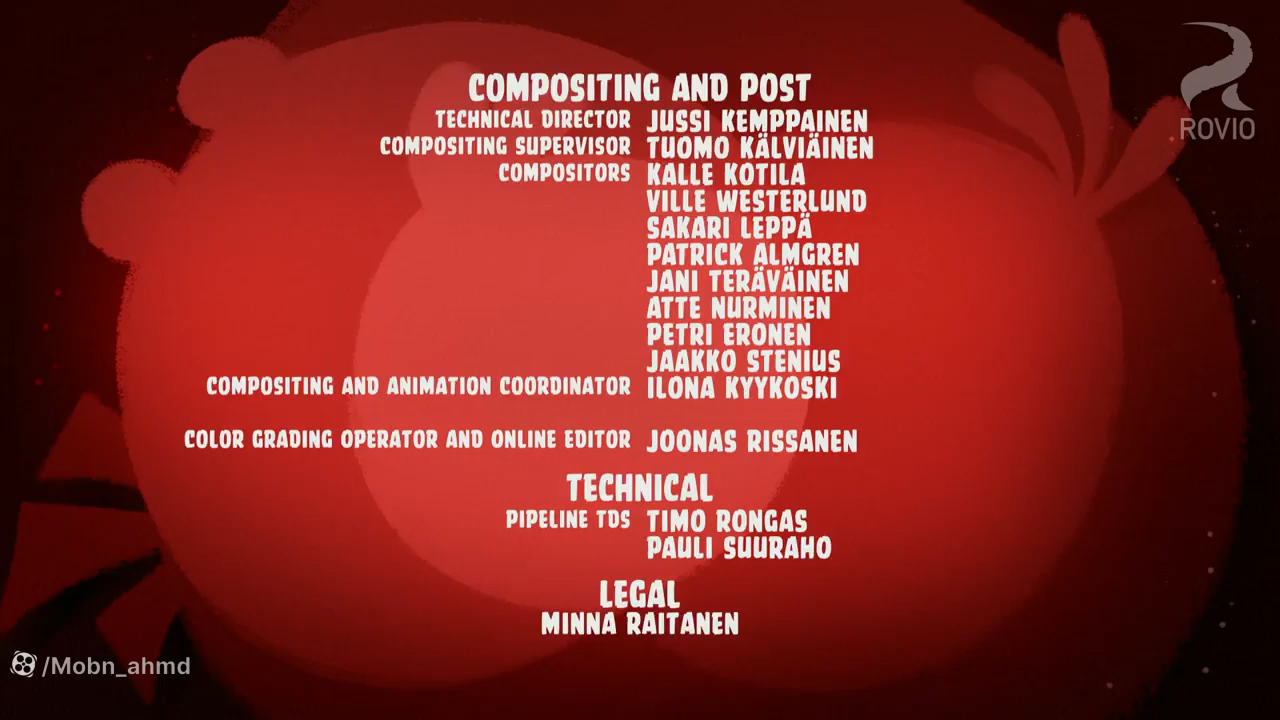 COMPOSITING AND POST
TECHNICAL DIRECTOR JUSSI KEMPPAINEN
COMPOSITING SUPERVISOR TUOMO KÄLVIÄINEN
COMPOSITORS KALLE KOTILA
VILLE WESTERLUND
SAKARI LEPPÄ
PATRICK ALMGREN
JANI TERÄVÄINEN
ATTE NURMINEN
PETRI ERONEN
JAAKKO STENIUS
COMPOSITING AND ANIMATION COORDINATOR ILONA KYYKOSKI
COLOR GRADING OPERATOR AND ONLINE EDITOR JOONAS RISSANEN
TECHNICAL
PIPELINE TDS TIMO RONGAS
PAULI SUURAHO
LEGAL
MINNA RAITANEN
ROVIO
/Mobn_ahmd